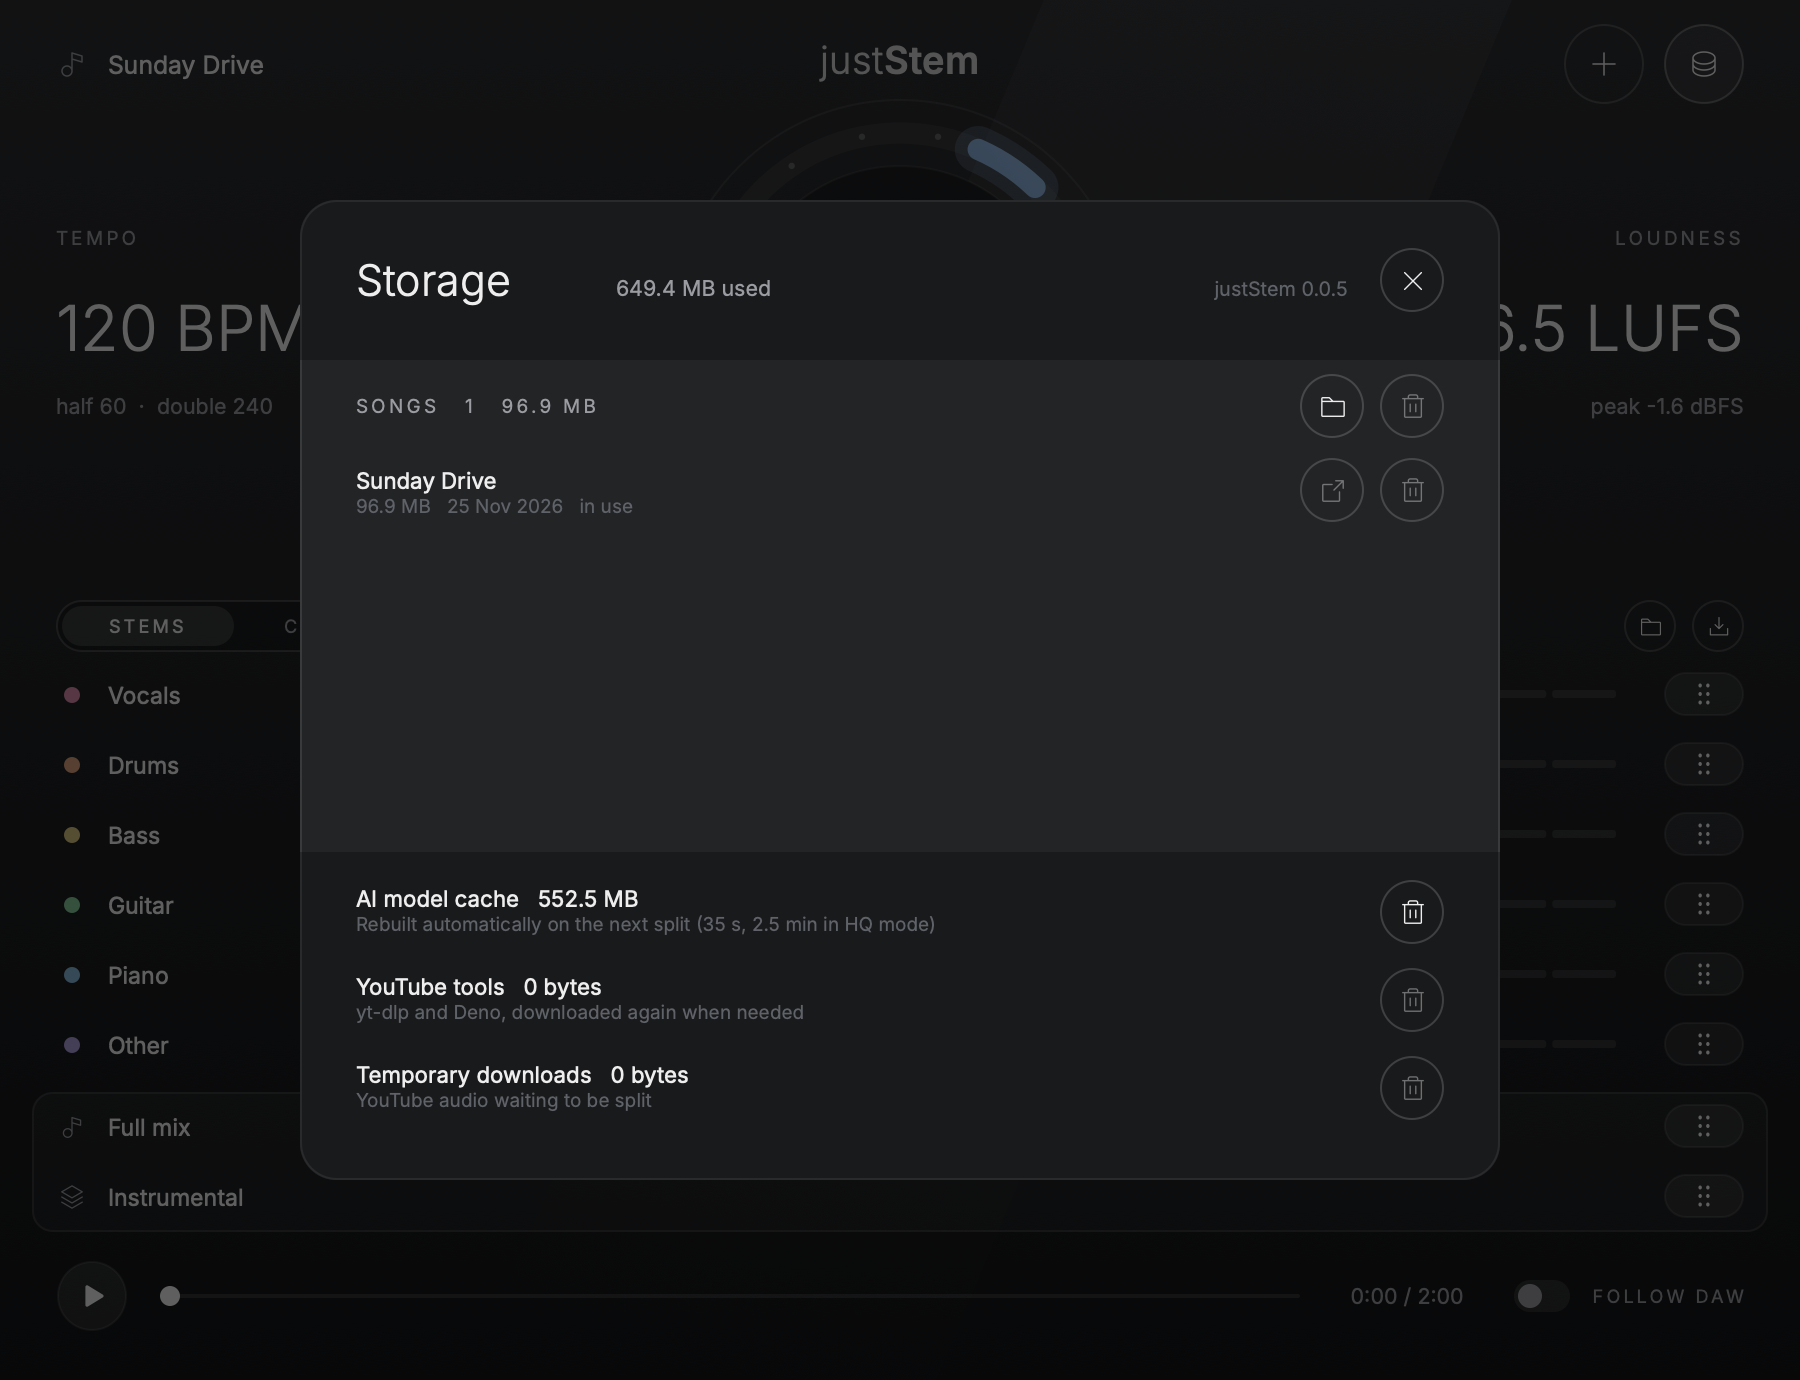 Sunday Drive
justStem
TEMPO
LOUDNESS
120 BPM
6.5 LUFS
half 60 · double 240
peak -1.6 dBFS
Storage
649.4 MB used
justStem 0.0.5
SONGS 1 96.9 MB
Sunday Drive
96.9 MB 25 Nov 2026 in use
STEMS
C
Vocals
Drums
Bass
Guitar
Piano
Other
Full mix
Instrumental
AI model cache 552.5 MB
Rebuilt automatically on the next split (35 s, 2.5 min in HQ mode)
YouTube tools 0 bytes
yt-dlp and Deno, downloaded again when needed
Temporary downloads 0 bytes
YouTube audio waiting to be split
0:00 / 2:00
FOLLOW DAW